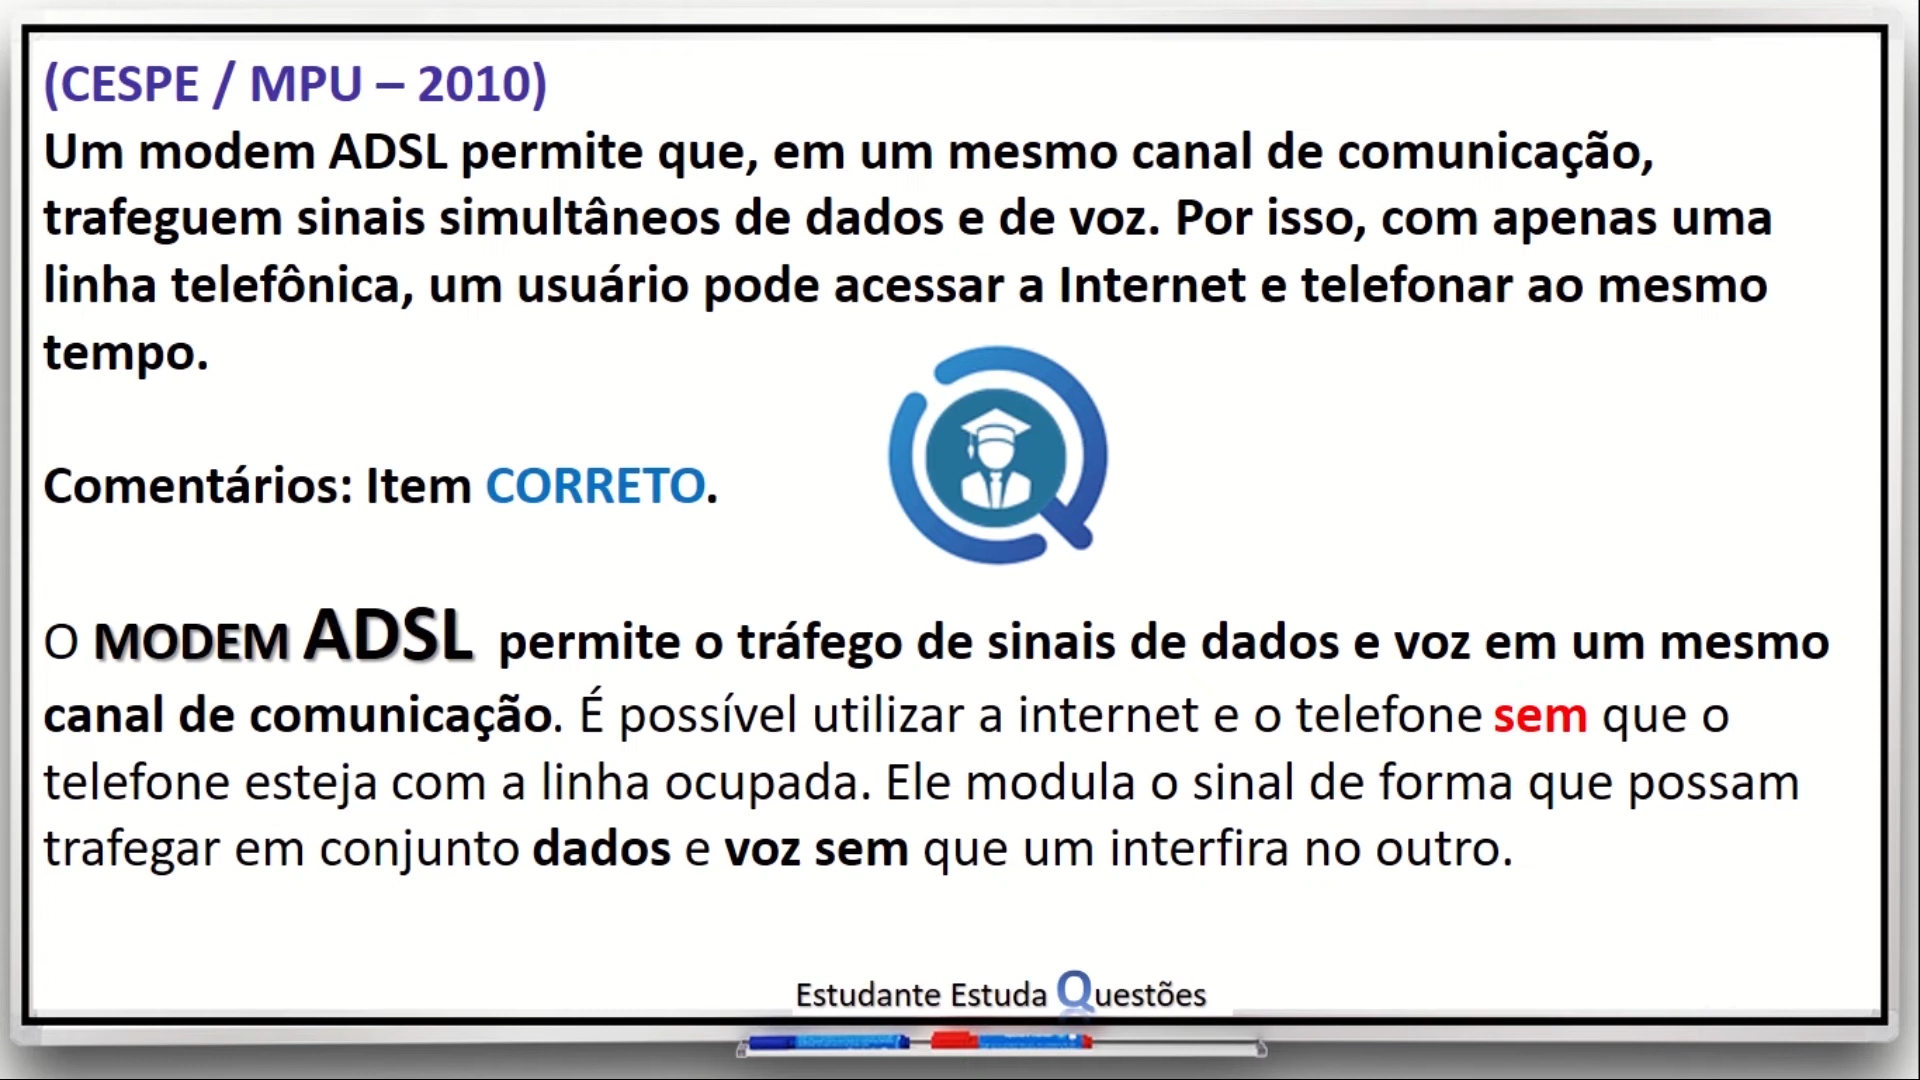 (CESPE / MPU – 2010)
Um modem ADSL permite que, em um mesmo canal de comunicação,
trafeguem sinais simultâneos de dados e de voz. Por isso, com apenas uma
linha telefônica, um usuário pode acessar a Internet e telefonar ao mesmo
tempo.
Comentários: Item CORRETO.
O MODEM ADSL permite o tráfego de sinais de dados e voz em um mesmo
canal de comunicação. É possível utilizar a internet e o telefone sem que o
telefone esteja com a linha ocupada. Ele modula o sinal de forma que possam
trafegar em conjunto dados e voz sem que um interfira no outro.
Estudante Estuda Questões